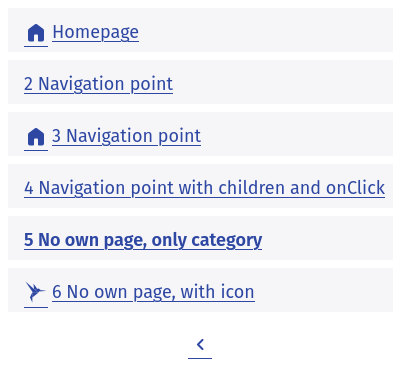 Homepage
2 Navigation point
3 Navigation point
4 Navigation point with children and onClick
5 No own page, only category
6 No own page, with icon